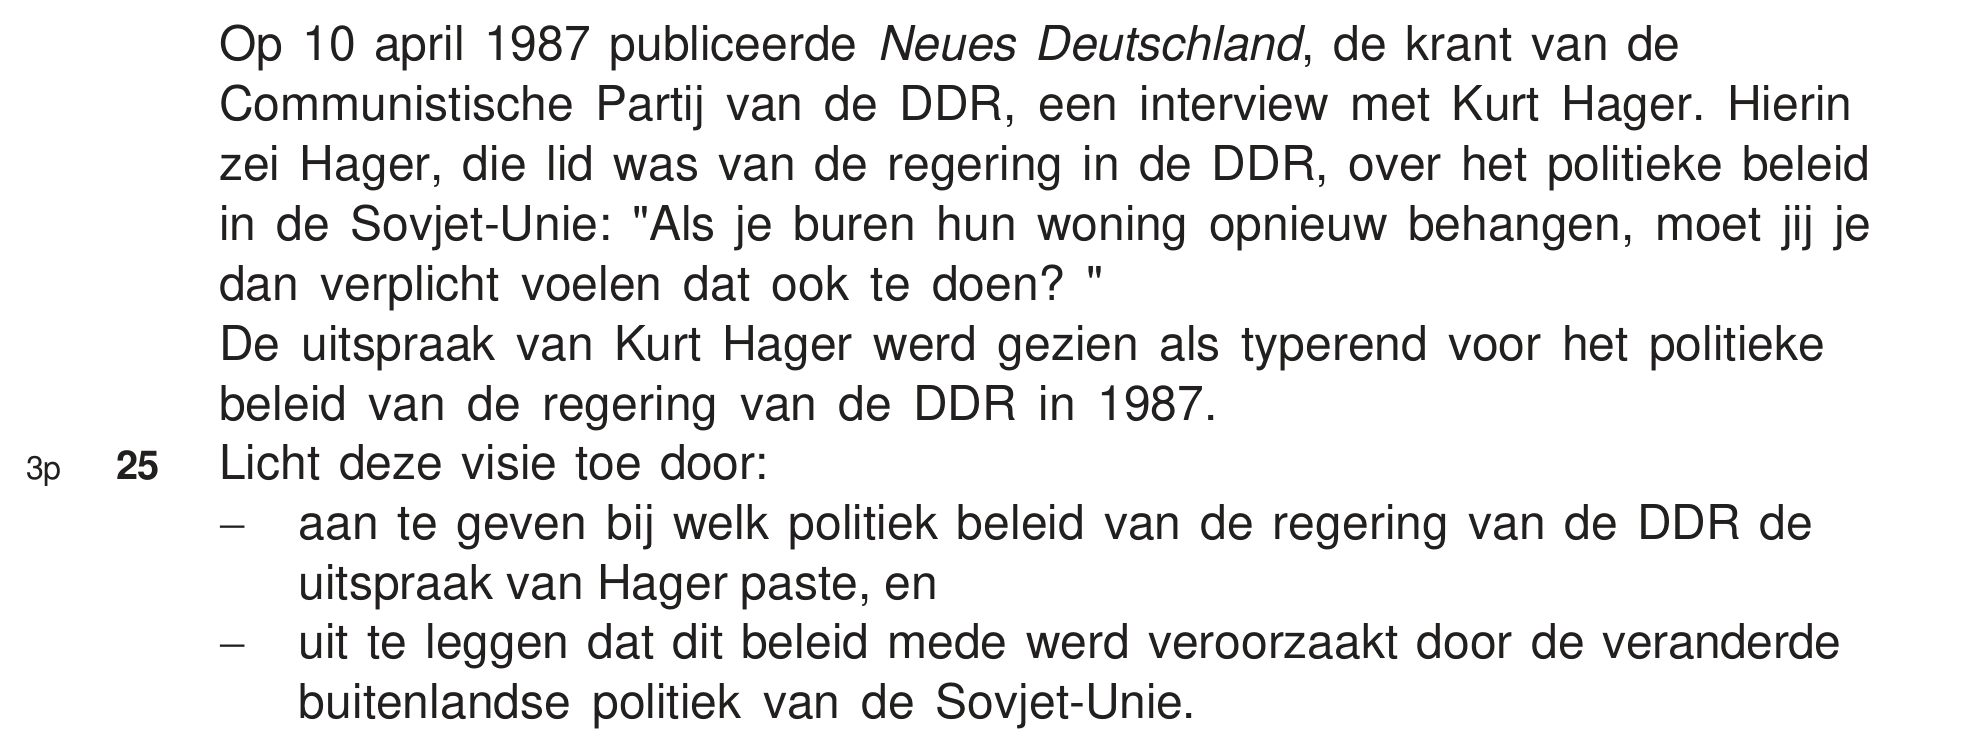 Op 10 april 1987 publiceerde Neues Deutschland, de krant van de
Communistische Partij van de DDR, een interview met Kurt Hager. Hierin
zei Hager, die lid was van de regering in de DDR, over het politieke beleid
in de Sovjet-Unie: "Als je buren hun woning opnieuw behangen, moet jij je
dan verplicht voelen dat ook te doen? "
De uitspraak van Kurt Hager werd gezien als typerend voor het politieke
beleid van de regering van de DDR in 1987.
3p 25 Licht deze visie toe door:
– aan te geven bij welk politiek beleid van de regering van de DDR de
uitspraak van Hager paste, en
– uit te leggen dat dit beleid mede werd veroorzaakt door de veranderde
buitenlandse politiek van de Sovjet-Unie.